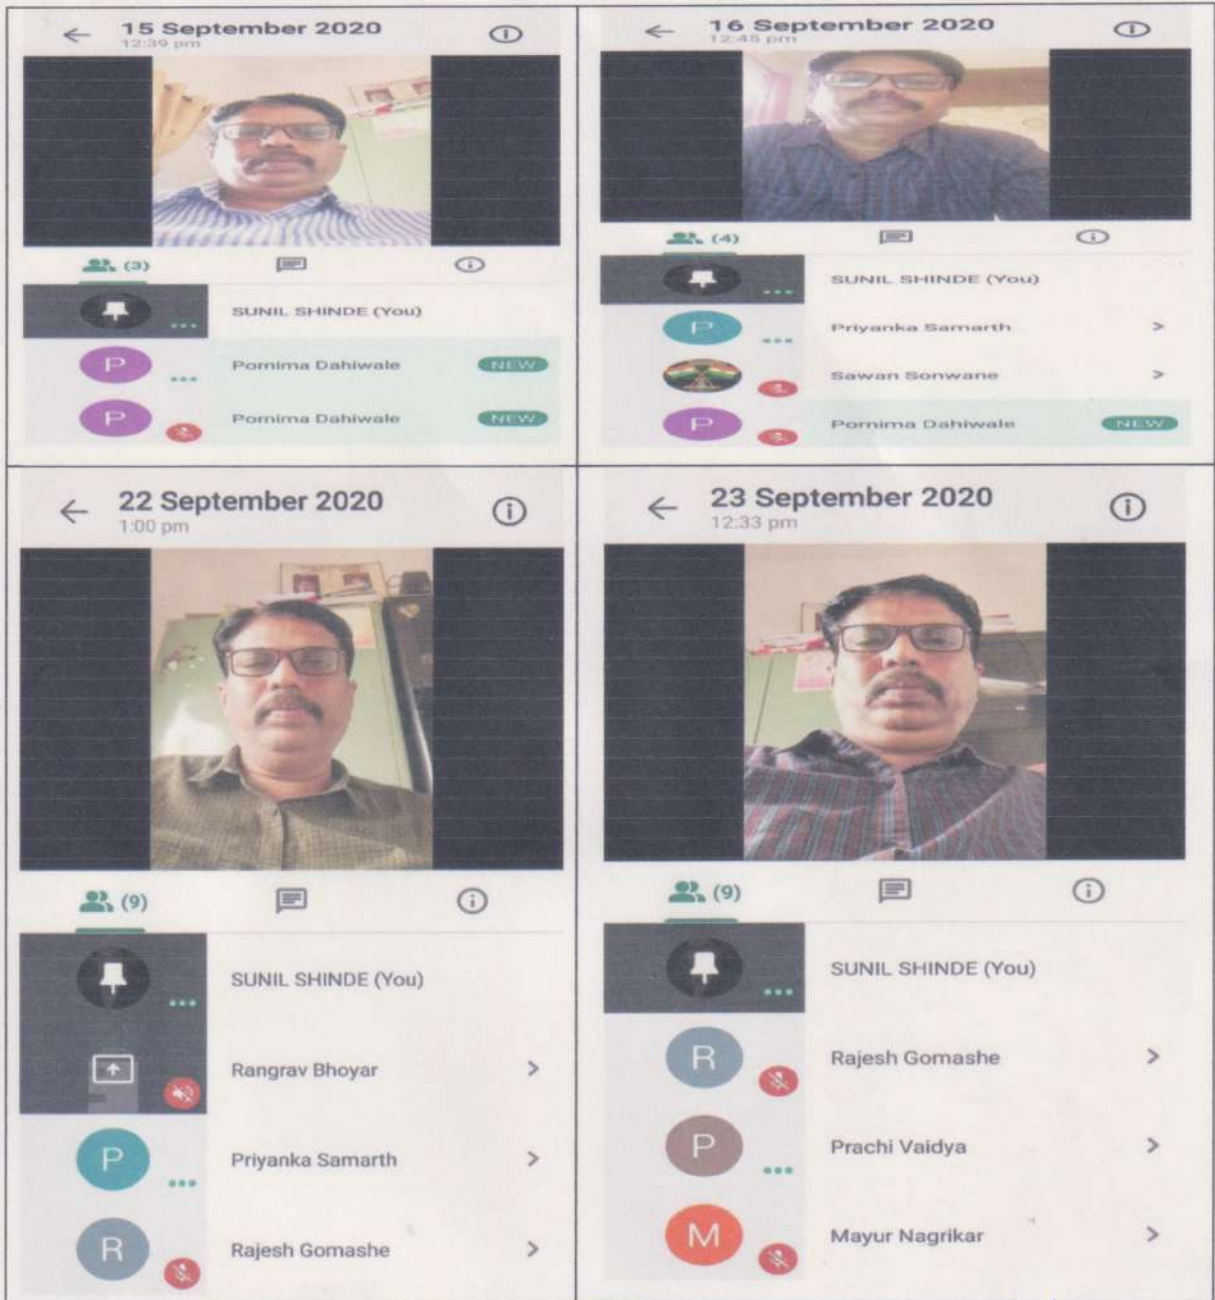 15 September 2020
12:39 pm
(3)
SUNIL SHINDE (You)
P
Pornima Dahiwale
NEW
P
Pornima Dahiwale
NEW
16 September 2020
12:45 pm
(4)
SUNIL SHINDE (You)
P
Priyanka Samarth
Sawan Sonwane
P
Pornima Dahiwale
NEW
22 September 2020
1:00 pm
(9)
SUNIL SHINDE (You)
Rangrav Bhoyar
P
Priyanka Samarth
R
Rajesh Gomashe
23 September 2020
12:33 pm
(9)
SUNIL SHINDE (You)
R
Rajesh Gomashe
P
Prachi Vaidya
M
Mayur Nagrikar